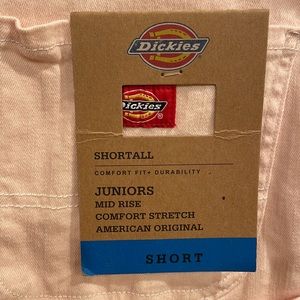 Dickies
Dickies
SHORTALL
COMFORT FIT+ DURABILITY
JUNIORS
MID RISE
COMFORT STRETCH
AMERICAN ORIGINAL
SHORT